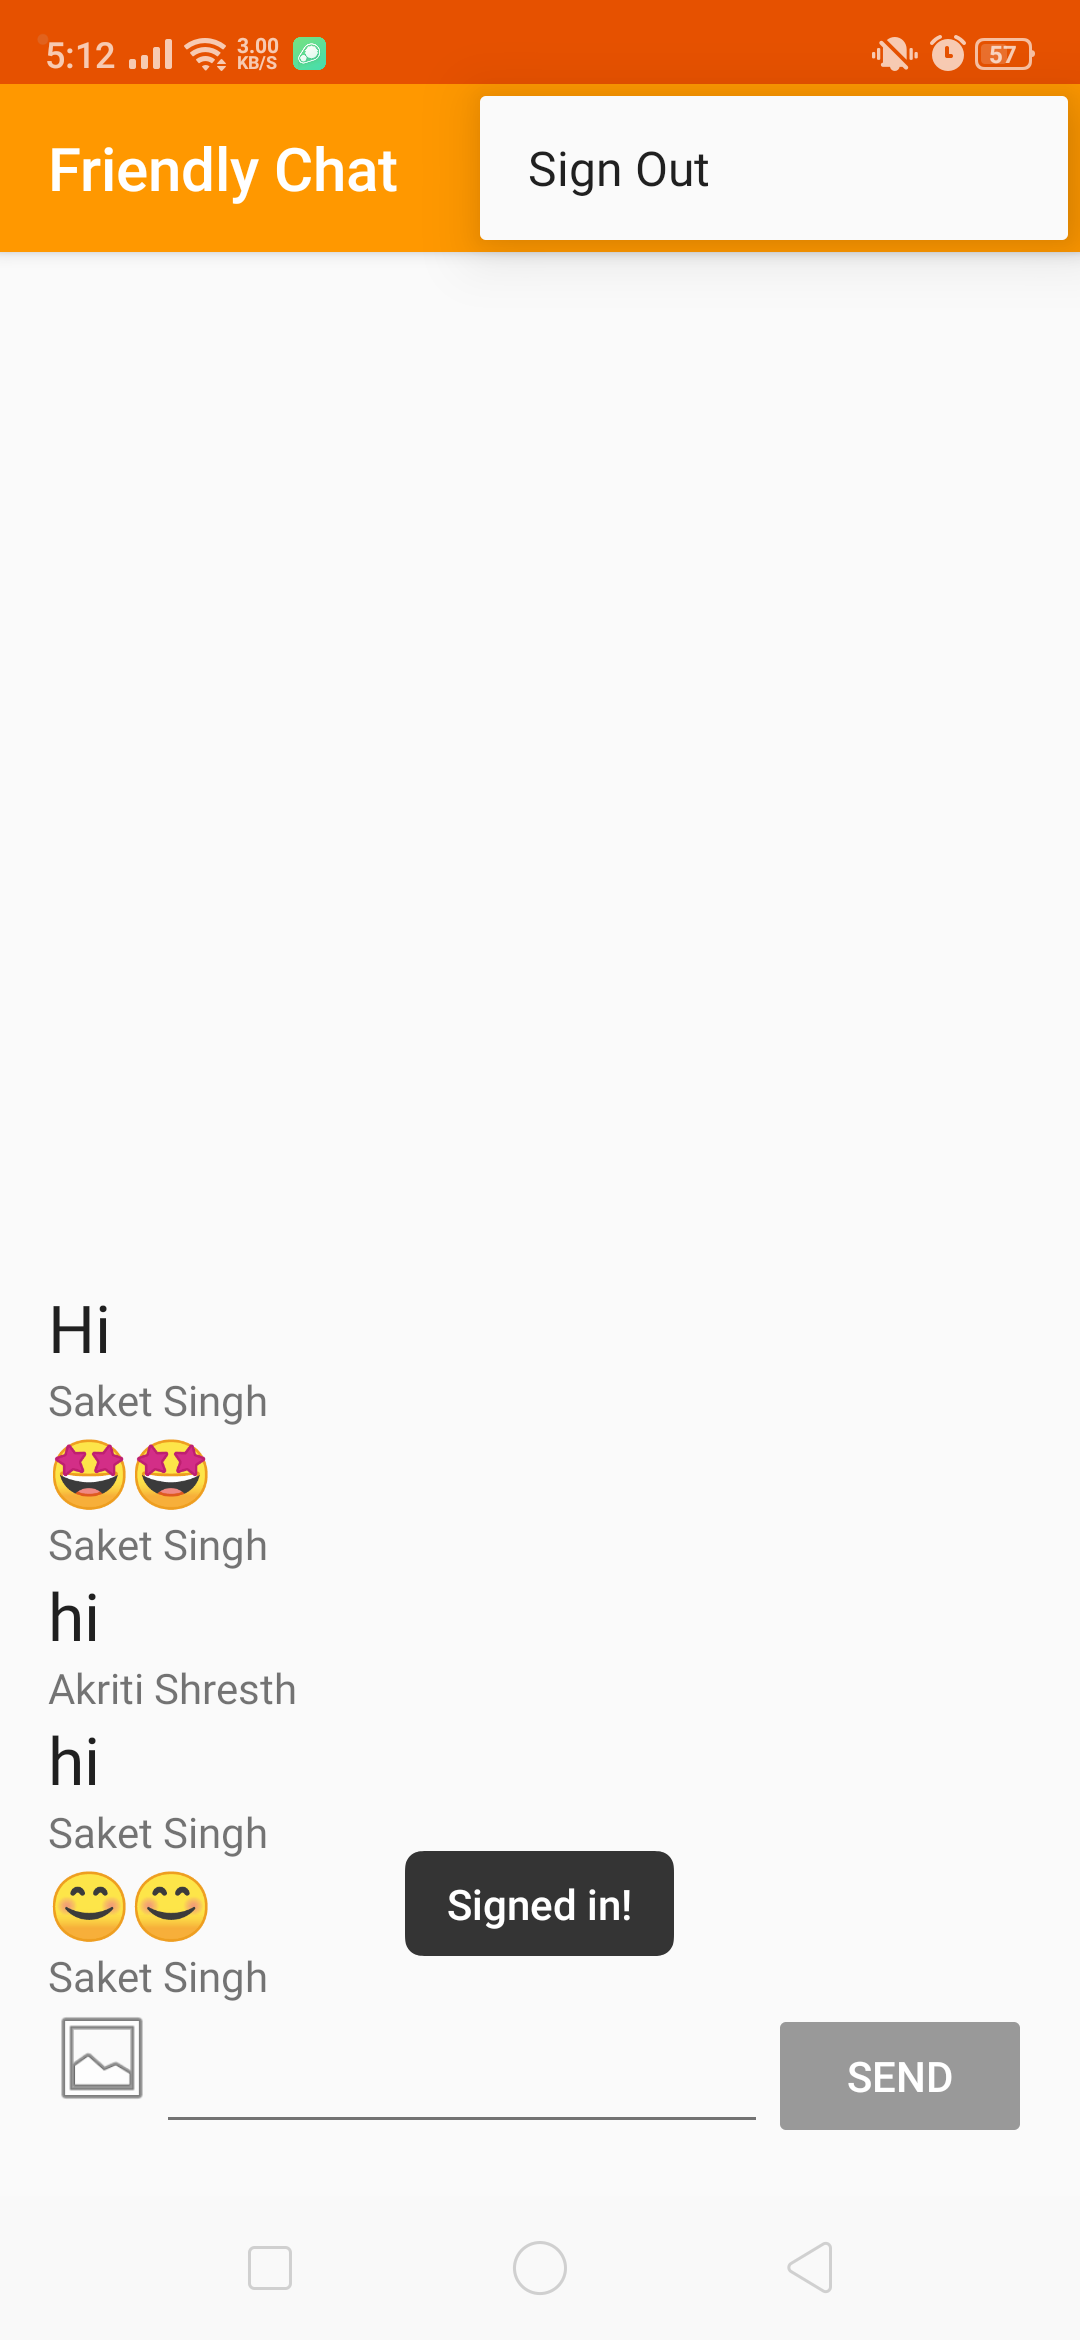 5:12 3.00 KB/S 57
Friendly Chat
Sign Out
Hi
Saket Singh
🤩🤩
Saket Singh
hi
Akriti Shresth
hi
Saket Singh
😊😊
Signed in!
Saket Singh
SEND